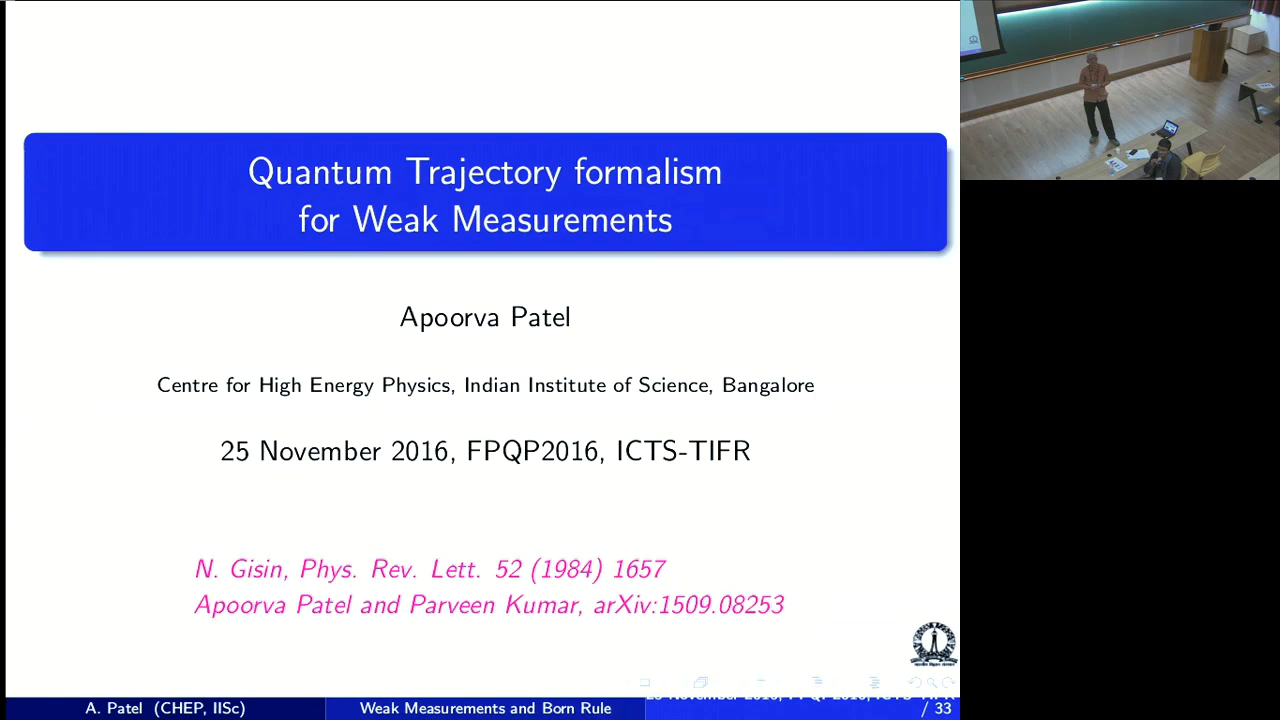 Quantum Trajectory formalism
for Weak Measurements
Apoorva Patel
Centre for High Energy Physics, Indian Institute of Science, Bangalore
25 November 2016, FPQP2016, ICTS-TIFR
N. Gisin, Phys. Rev. Lett. 52 (1984) 1657
Apoorva Patel and Parveen Kumar, arXiv:1509.08253
A. Patel (CHEP, IISc)
Weak Measurements and Born Rule
/ 33